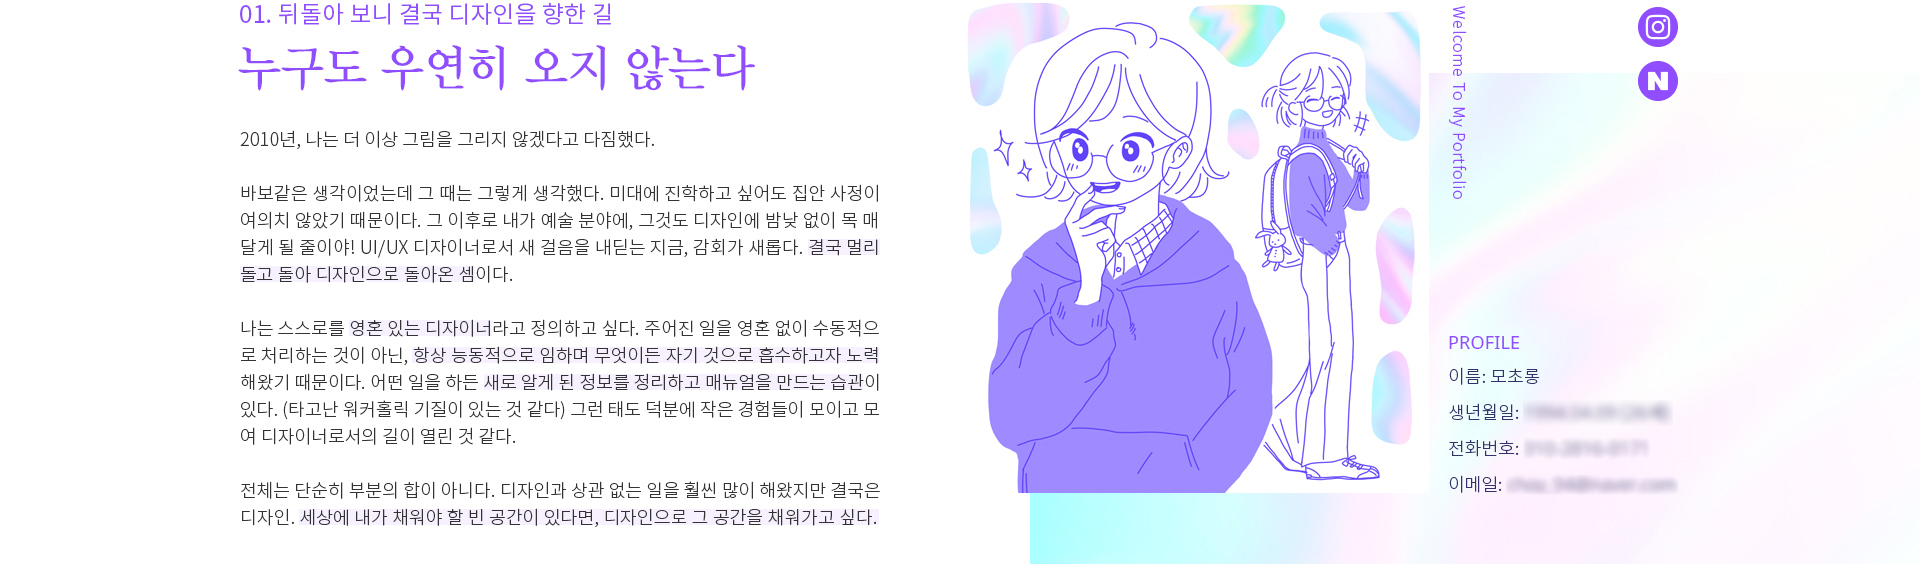 01. 뒤돌아 보니 결국 디자인을 향한 길
누구도 우연히 오지 않는다
2010년, 나는 더 이상 그림을 그리지 않겠다고 다짐했다.
바보같은 생각이었는데 그 때는 그렇게 생각했다. 미대에 진학하고 싶어도 집안 사정이
여의치 않았기 때문이다. 그 이후로 내가 예술 분야에, 그것도 디자인에 밤낮 없이 목 매
달게 될 줄이야! UI/UX 디자이너로서 새 걸음을 내딛는 지금, 감회가 새롭다. 결국 멀리
돌고 돌아 디자인으로 돌아온 셈이다.
나는 스스로를 영혼 있는 디자이너라고 정의하고 싶다. 주어진 일을 영혼 없이 수동적으
로 처리하는 것이 아닌, 항상 능동적으로 임하며 무엇이든 자기 것으로 흡수하고자 노력
해왔기 때문이다. 어떤 일을 하든 새로 알게 된 정보를 정리하고 매뉴얼을 만드는 습관이
있다. (타고난 워커홀릭 기질이 있는 것 같다) 그런 태도 덕분에 작은 경험들이 모이고 모
여 디자이너로서의 길이 열린 것 같다.
전체는 단순히 부분의 합이 아니다. 디자인과 상관 없는 일을 훨씬 많이 해왔지만 결국은
디자인. 세상에 내가 채워야 할 빈 공간이 있다면, 디자인으로 그 공간을 채워가고 싶다.
#
Welcome To My Portfolio
N
PROFILE
이름: 모초롱
생년월일:
전화번호:
이메일: